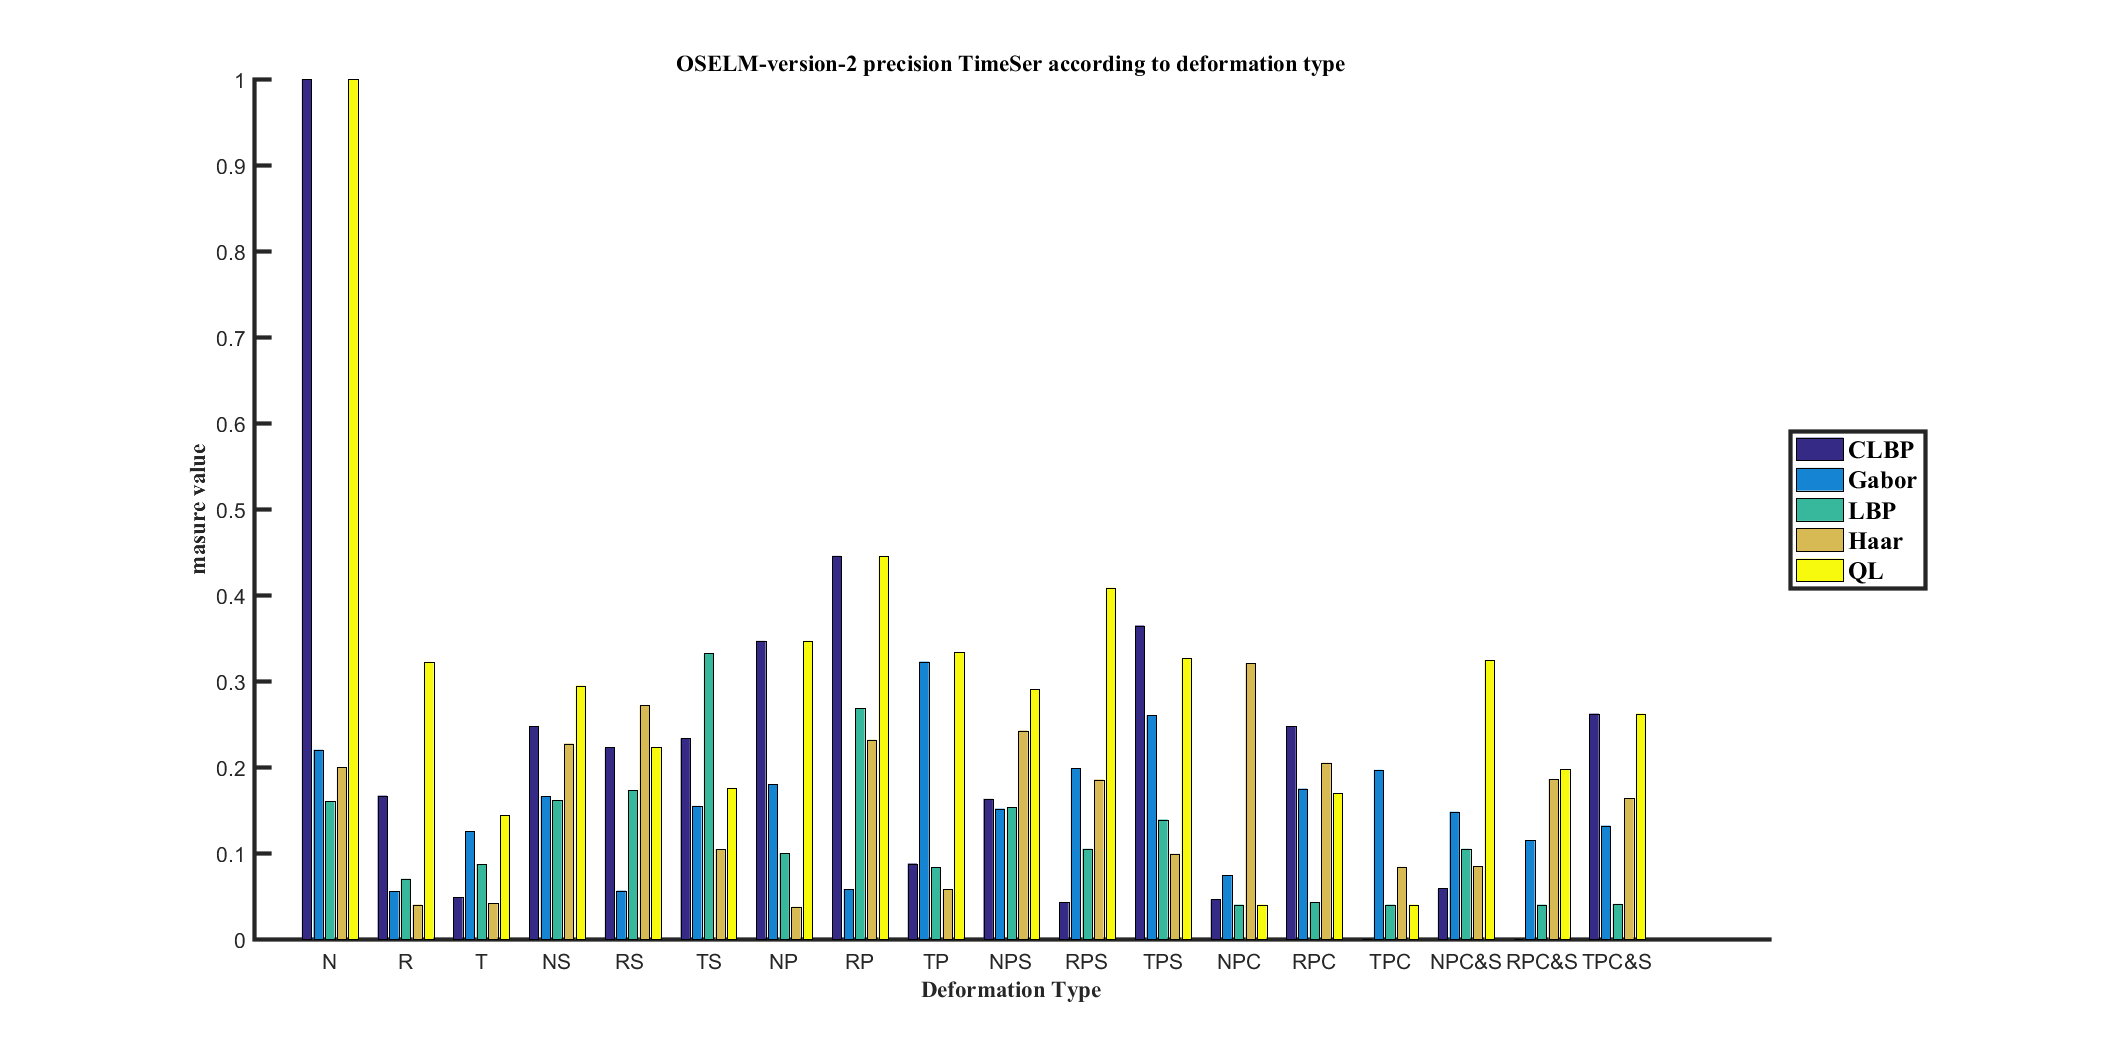 OSELM-version-2 precision TimeSer according to deformation type
1
0.9
0.8
0.7
0.6
0.5
0.4
0.3
0.2
0.1
0
masure value
N R T NS RS TS NP RP TP NPS RPS TPS NPC RPC TPC NPC&S RPC&S TPC&S
Deformation Type
CLBP
Gabor
LBP
Haar
QL